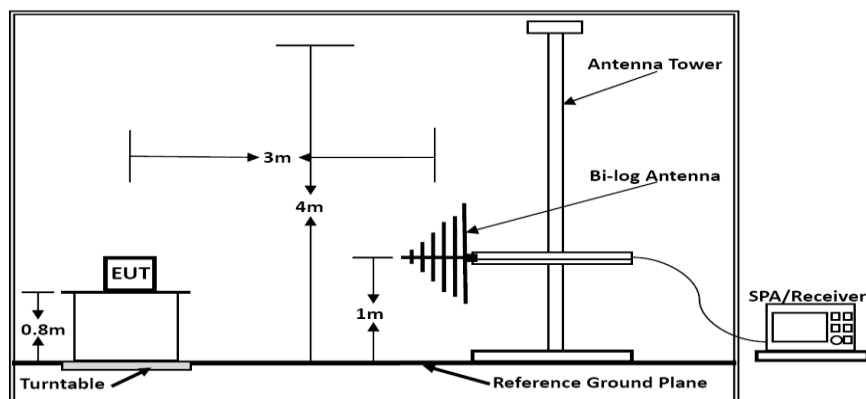 Antenna Tower
3m
Bi-log Antenna
4m
EUT
SPA/Receiver
0.8m
1m
Turntable
Reference Ground Plane